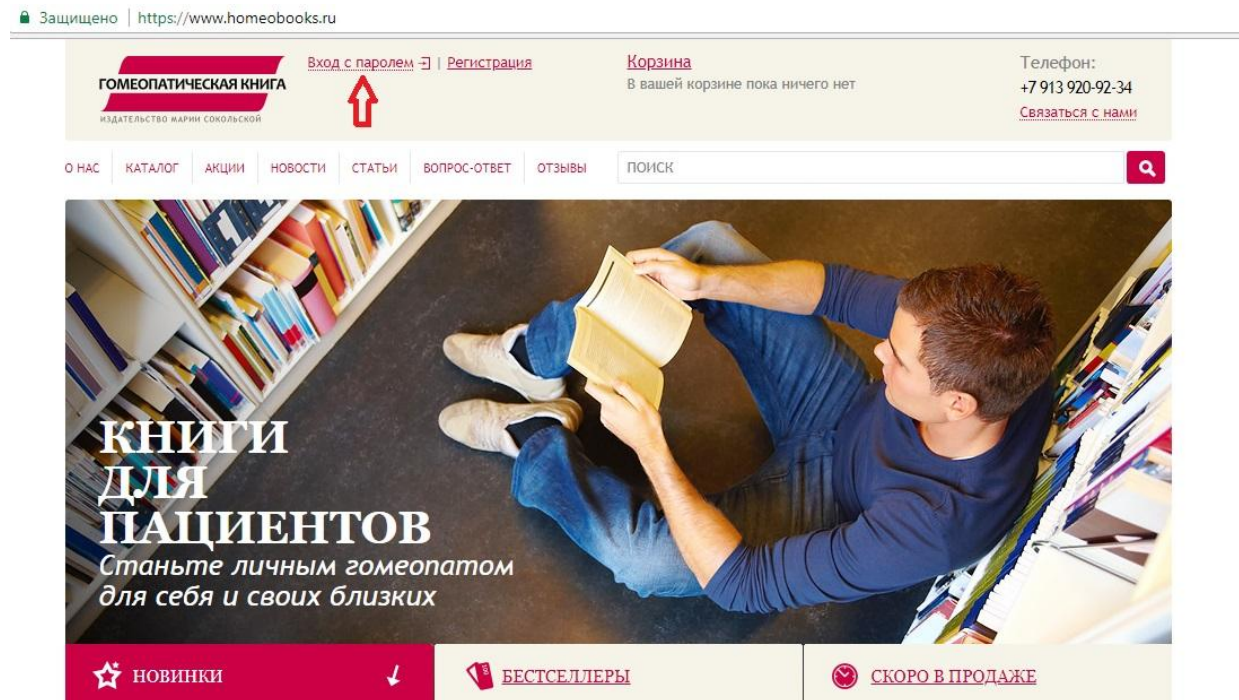 Защищено | https://www.homeobooks.ru
ГОМЕОПАТИЧЕСКАЯ КНИГА
ИЗДАТЕЛЬСТВО МАРИИ СОКОЛЬСКОЙ
Вход с паролем | Регистрация
Корзина
В вашей корзине пока ничего нет
Телефон:
+7 913 920-92-34
Связаться с нами
О НАС КАТАЛОГ АКЦИИ НОВОСТИ СТАТЬИ ВОПРОС-ОТВЕТ ОТЗЫВЫ ПОИСК
КНИГИ
ДЛЯ
ПАЦИЕНТОВ
Станьте личным гомеопатом
для себя и своих близких
НОВИНКИ БЕСТСЕЛЛЕРЫ СКОРО В ПРОДАЖЕ